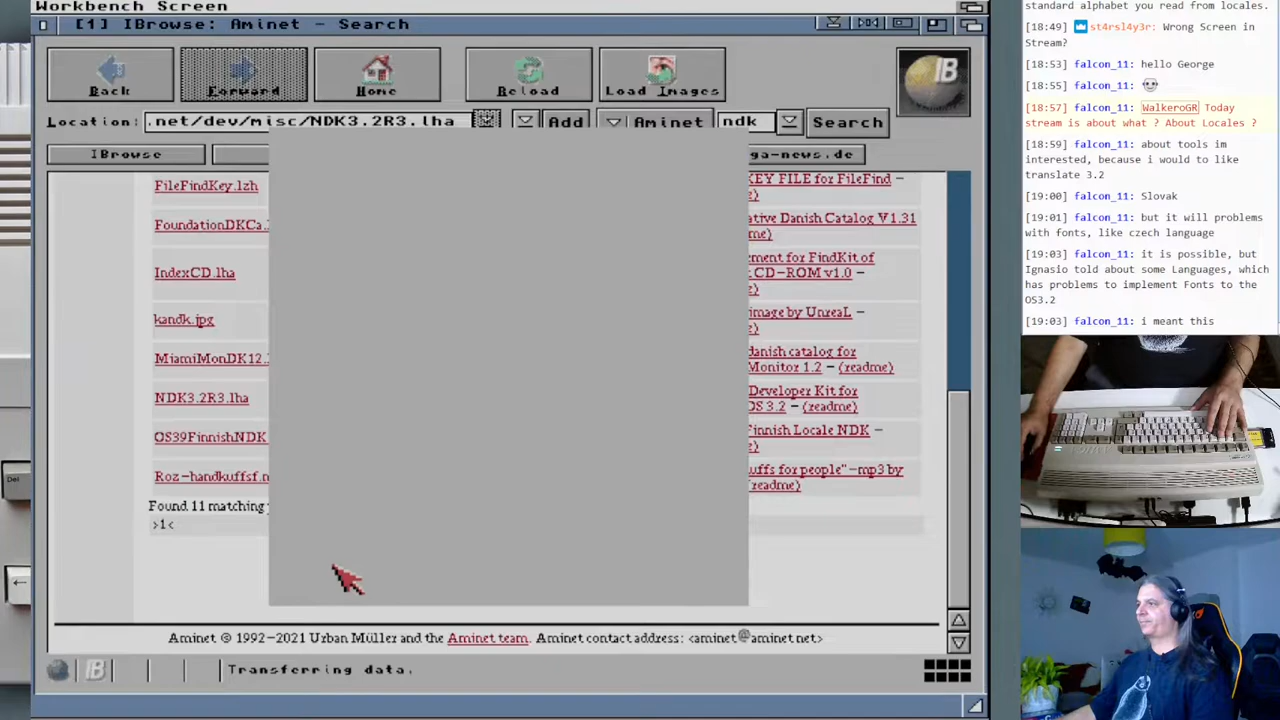 Workbench Screen
[1] IBrowse: Aminet - Search
Back
Forward
Home
Reload
Load Images
IB
Location: .net/dev/misc/NDK3.2R3.lha
Add
Aminet
ndk
Search
IBrowse
ga-news.de
FileFindKey.lzh
KEY FILE for FileFind –
FoundationDKCa.
ative Danish Catalog V1.31
IndexCD.lha
ment for FindKit of
CD-ROM v1.0 –
kandk.jpg
image by UnreaL –
MiamiMonDK12.
danish catalog for
Monitor 1.2 – (readme)
NDK3.2R3.lha
Developer Kit for
OS 3.2 – (readme)
OS39FinnishNDK
Finnish Locale NDK –
Roz-handkuffsf.m
uffs for people"-mp3 by
(readme)
Found 11 matching
>1<
Aminet © 1992-2021 Urban Müller and the Aminet team. Aminet contact address: <aminet@aminet net>
IB
Transferring data.
Del
standard alphabet you read from locales.
[18:49] st4rsl4y3r: Wrong Screen in
Stream?
[18:53] falcon_11: hello George
[18:55] falcon_11:
[18:57] falcon_11: WalkeroGR Today
stream is about what ? About Locales ?
[18:59] falcon_11: about tools im
interested, because i would to like
translate 3.2
[19:00] falcon_11: Slovak
[19:01] falcon_11: but it will problems
with fonts, like czech language
[19:03] falcon_11: it is possible, but
Ignasio told about some Languages, which
has problems to implement Fonts to the
OS3.2
[19:03] falcon_11: i meant this